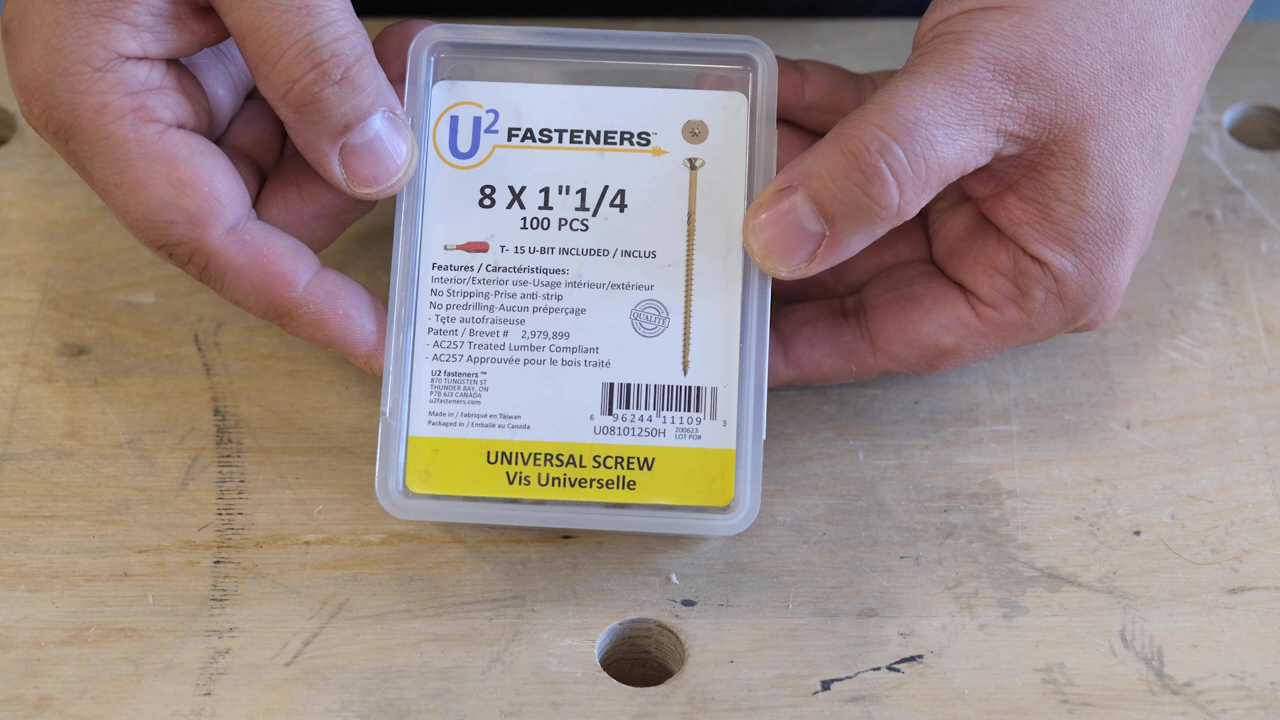 U2 FASTENERS™
8 X 1"1/4
100 PCS
T- 15 U-BIT INCLUDED / INCLUS
Features / Caractéristiques:
Interior/Exterior use-Usage intérieur/extérieur
No Stripping-Prise anti-strip
No predrilling-Aucun préperçage
- Tęte autofraiseuse
Patent / Brevet # 2,979,899
- AC257 Treated Lumber Compliant
- AC257 Approuvée pour le bois traité
QUALITÉ
U2 fasteners ™
870 TUNGSTEN ST
THUNDER BAY, ON
P7B 6J3 CANADA
u2fasteners.com
Made in / Fabriqué en Taiwan
Packaged in / Emballé au Canada
6 96244 11109 3
U08101250H
200623
LOT PO#
UNIVERSAL SCREW
Vis Universelle